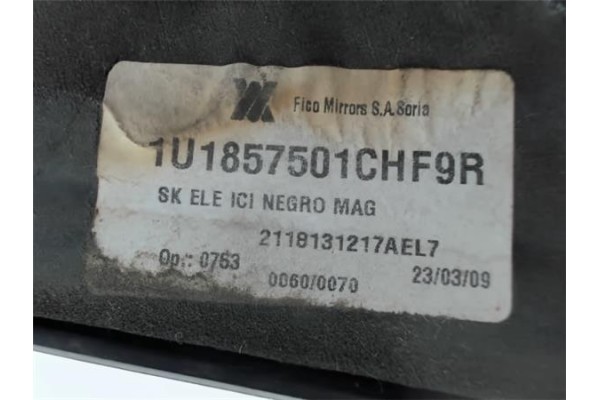 Fico Mirrors S.A. Soria
1U1857501CHF9R
SK ELE ICI NEGRO MAG
2118131217AEL7
Op.: 0763
0060/0070
23/03/09